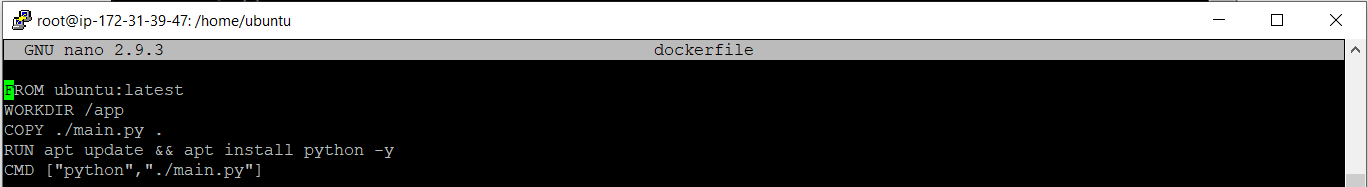 root@ip-172-31-39-47: /home/ubuntu
GNU nano 2.9.3 dockerfile
FROM ubuntu:latest
WORKDIR /app
COPY ./main.py .
RUN apt update && apt install python -y
CMD ["python","./main.py"]